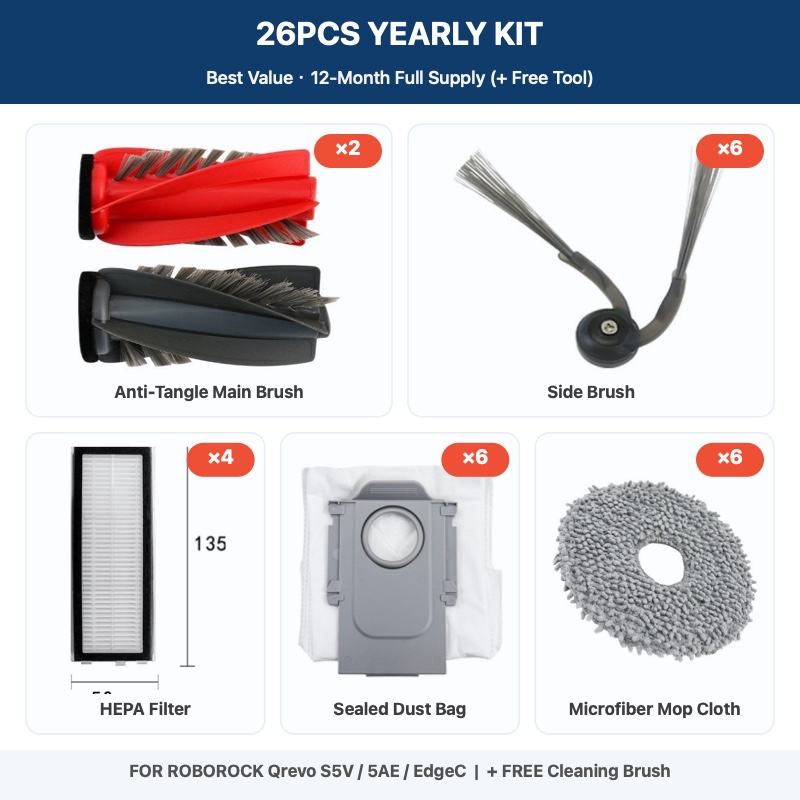 26PCS YEARLY KIT
Best Value · 12-Month Full Supply (+ Free Tool)
×2
×6
Anti-Tangle Main Brush
Side Brush
×4
×6
×6
135
HEPA Filter
Sealed Dust Bag
Microfiber Mop Cloth
FOR ROBOROCK Qrevo S5V / 5AE / EdgeC | + FREE Cleaning Brush